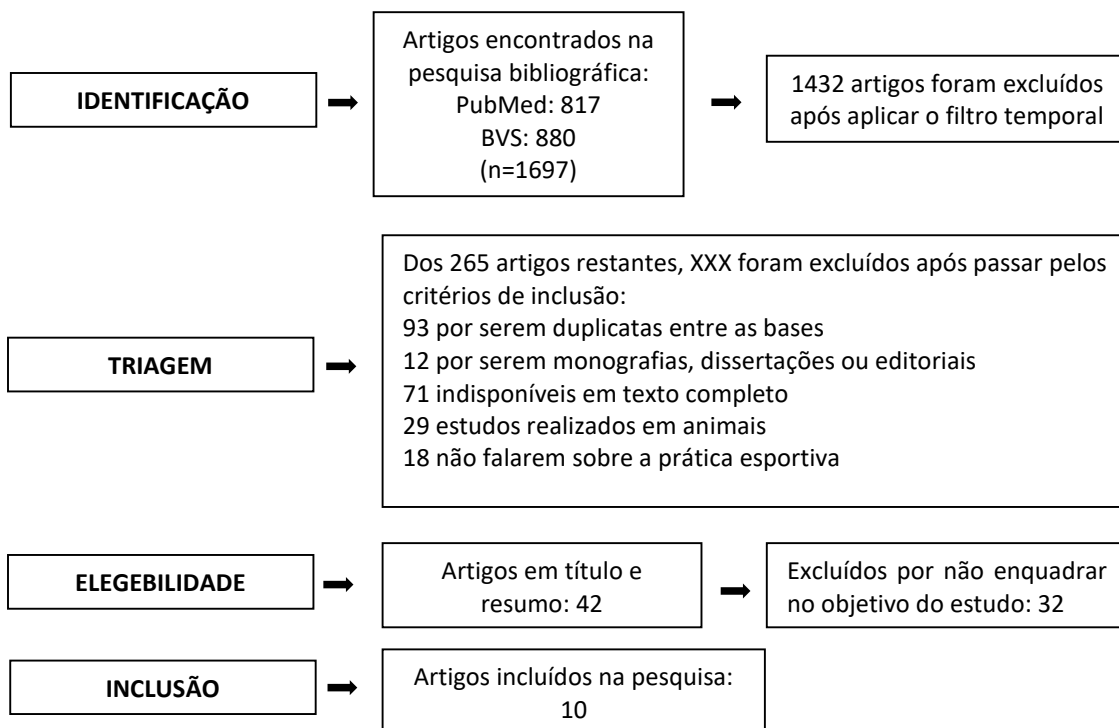 IDENTIFICAÇÃO
Artigos encontrados na
pesquisa bibliográfica:
PubMed: 817
BVS: 880
(n=1697)
1432 artigos foram excluídos
após aplicar o filtro temporal
TRIAGEM
Dos 265 artigos restantes, XXX foram excluídos após passar pelos
critérios de inclusão:
93 por serem duplicatas entre as bases
12 por serem monografias, dissertações ou editoriais
71 indisponíveis em texto completo
29 estudos realizados em animais
18 não falarem sobre a prática esportiva
ELEGEBILIDADE
Artigos em título e
resumo: 42
Excluídos por não enquadrar
no objetivo do estudo: 32
INCLUSÃO
Artigos incluídos na pesquisa:
10